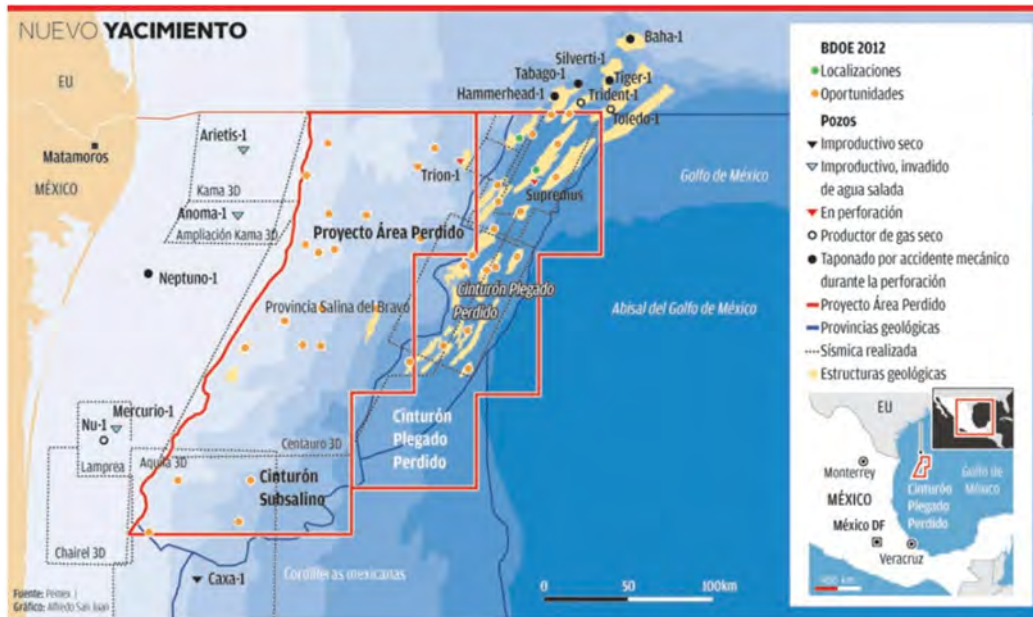 NUEVO YACIMIENTO
EU
Matamoros
MÉXICO
Arietis-1
Kama 3D
Anoma-1
Ampliación Kama 3D
Neptuno-1
Nu-1
Mercurio-1
Lamprea
Chairel 3D
Aquila 3D
Centauro 3D
Caxa-1
Cordilleras mexicanas
Proyecto Área Perdido
Provincia Salina del Bravo
Cinturón
Subsalino
Cinturón
Plegado
Perdido
Cinturón Plegado
Perdido
Trion-1
Supremus
Hammerhead-1
Tabago-1
Silverti-1
Baha-1
Tiger-1
Trident-1
Toledo-1
Golfo de México
Abisal del Golfo de México
0 50 100km
Fuente: Pemex
Gráfico: Alfredo San Juan
BDOE 2012
Localizaciones
Oportunidades
Pozos
Improductivo seco
Improductivo, invadido
de agua salada
En perforación
Productor de gas seco
Taponado por accidente mecánico
durante la perforación
Proyecto Área Perdido
Provincias geológicas
Sísmica realizada
Estructuras geológicas
EU
Monterrey
MÉXICO
México DF
Veracruz
Golfo de
México
Cinturón
Plegado
Perdido